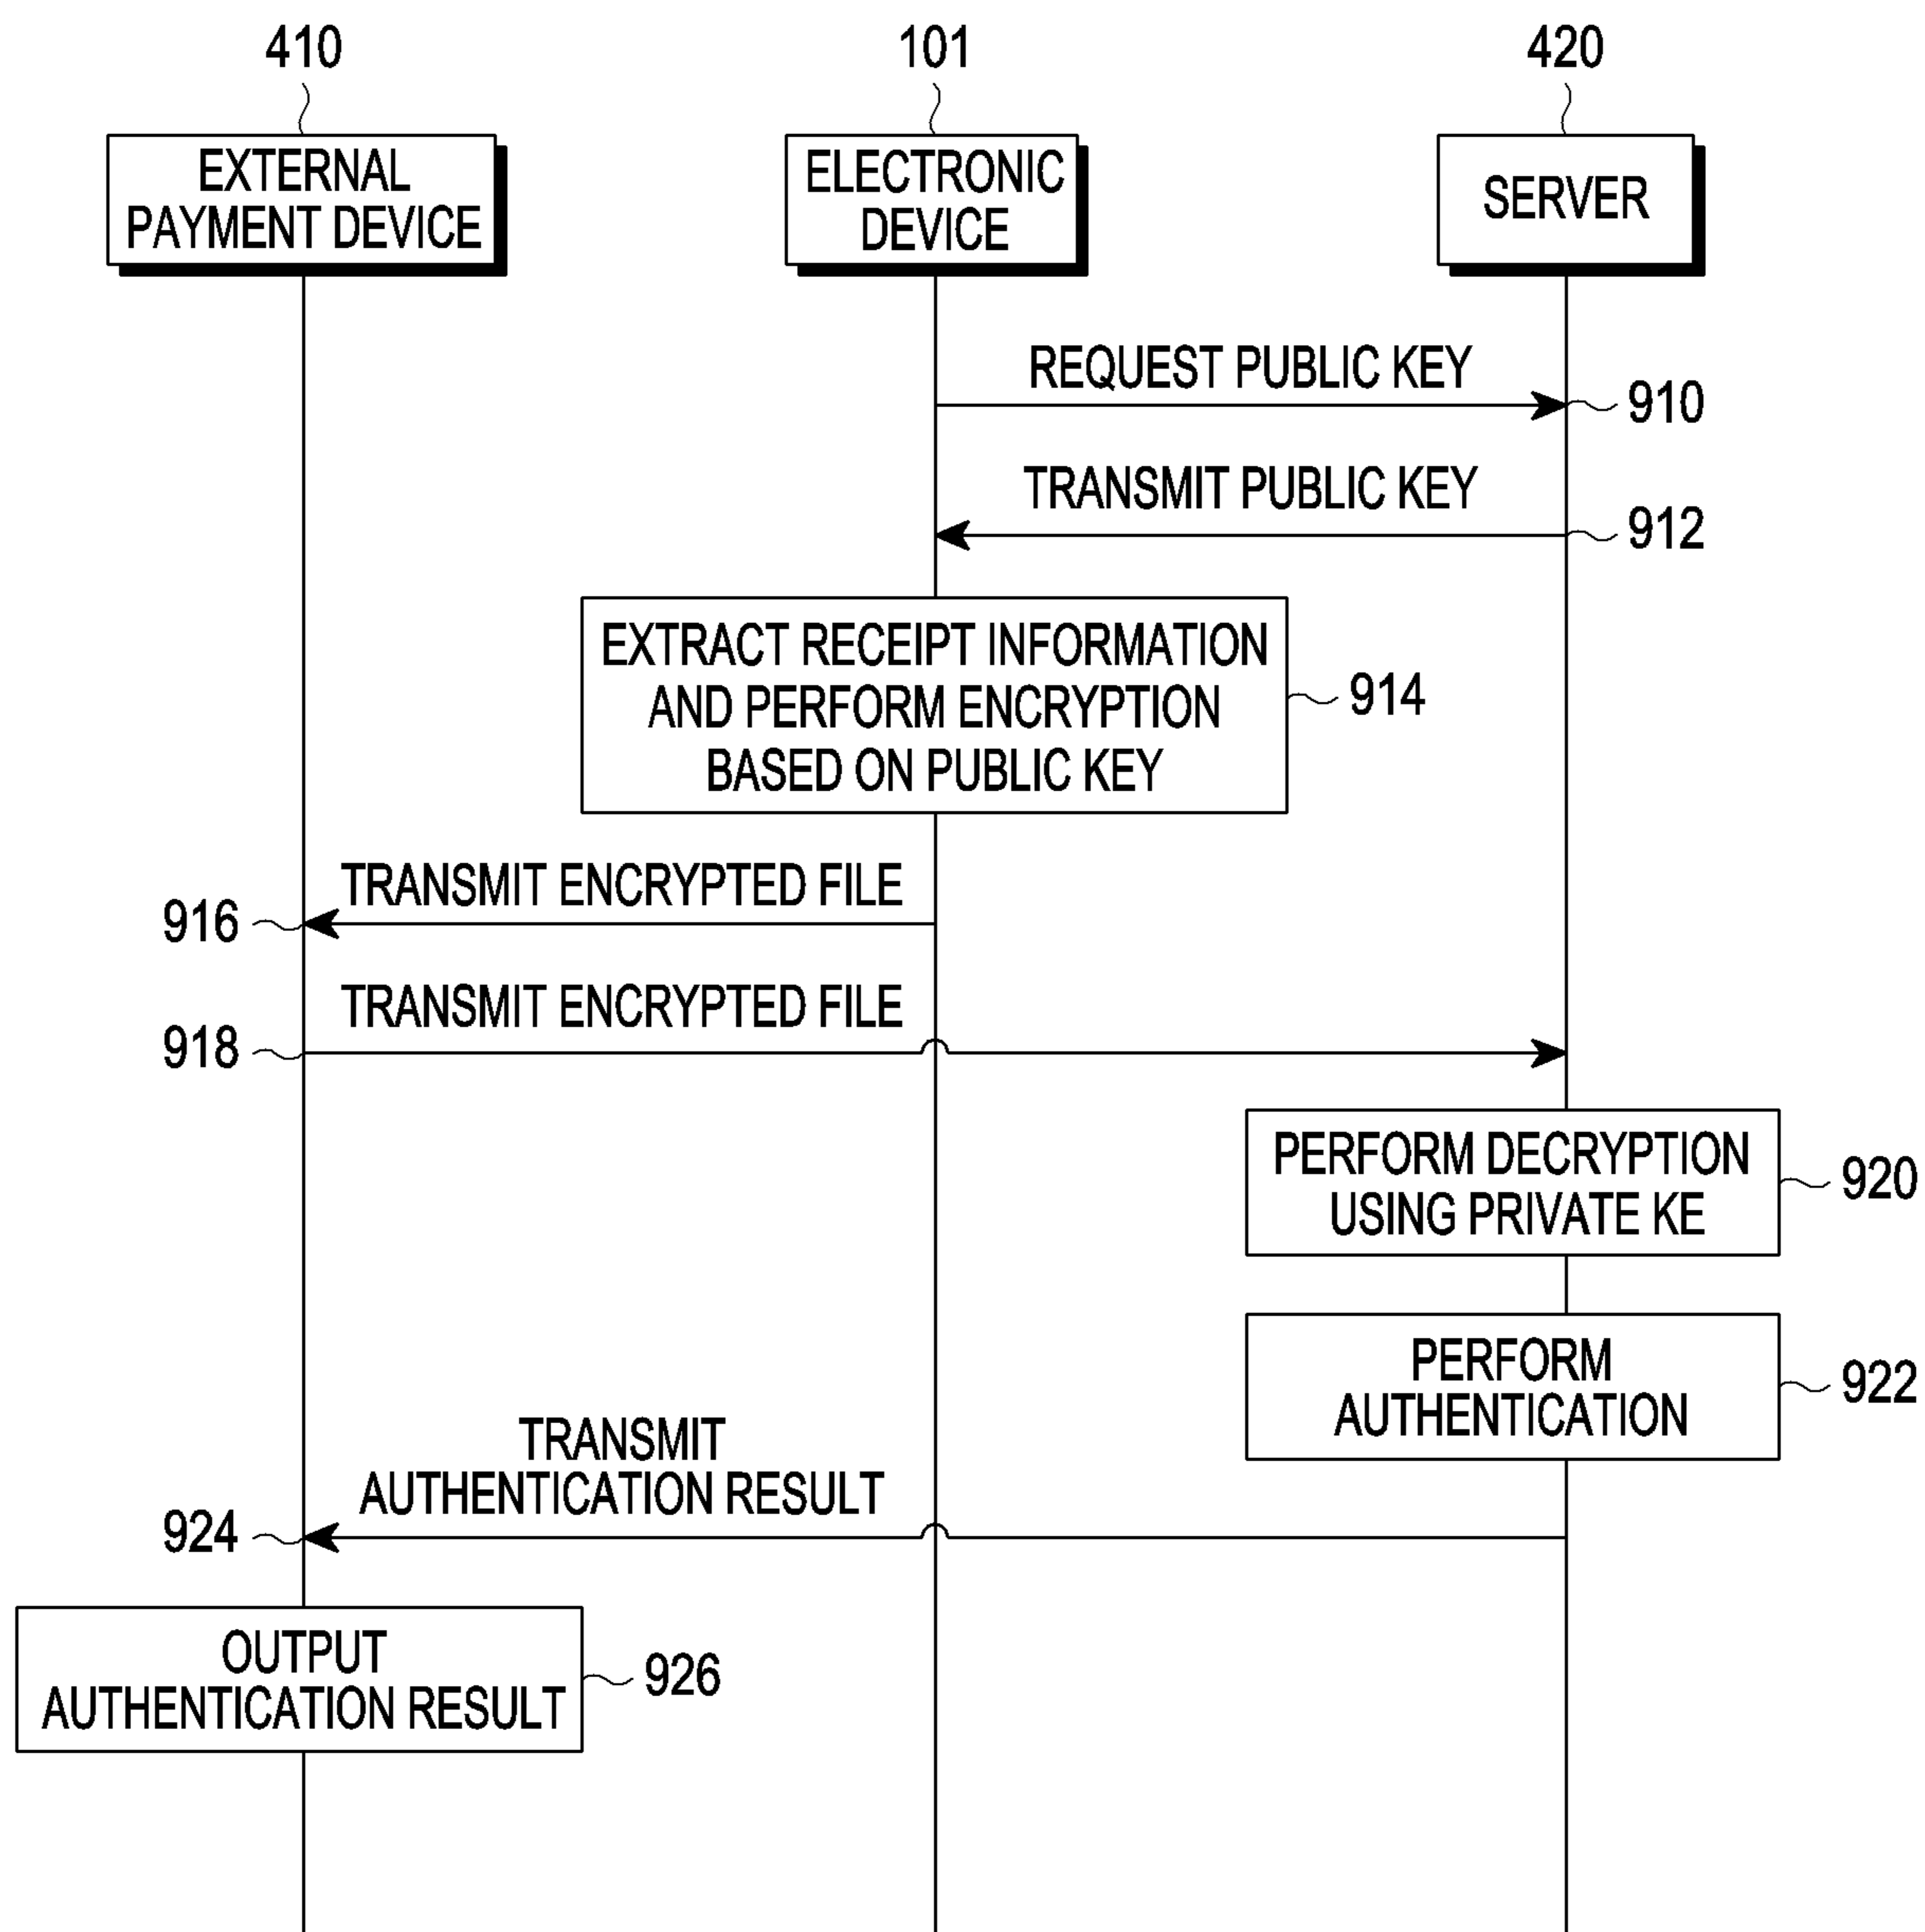 410
101
420
EXTERNAL
PAYMENT DEVICE
ELECTRONIC
DEVICE
SERVER
REQUEST PUBLIC KEY
910
TRANSMIT PUBLIC KEY
912
EXTRACT RECEIPT INFORMATION
AND PERFORM ENCRYPTION
BASED ON PUBLIC KEY
914
TRANSMIT ENCRYPTED FILE
916
TRANSMIT ENCRYPTED FILE
918
PERFORM DECRYPTION
USING PRIVATE KE
920
PERFORM
AUTHENTICATION
922
TRANSMIT
AUTHENTICATION RESULT
924
OUTPUT
AUTHENTICATION RESULT
926